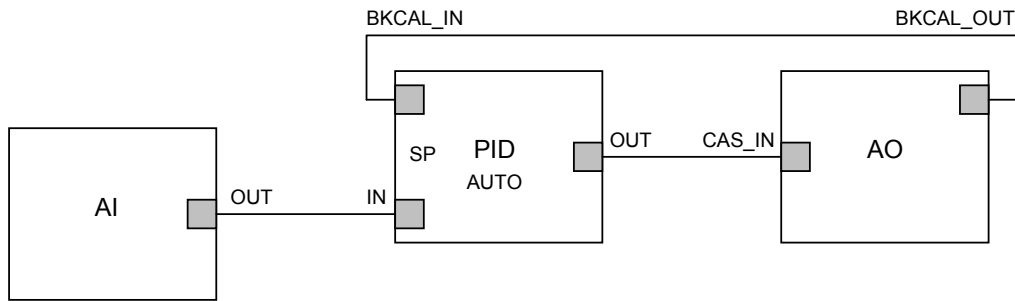 BKCAL_IN BKCAL_OUT
SP PID OUT CAS_IN AO
AUTO
AI OUT IN